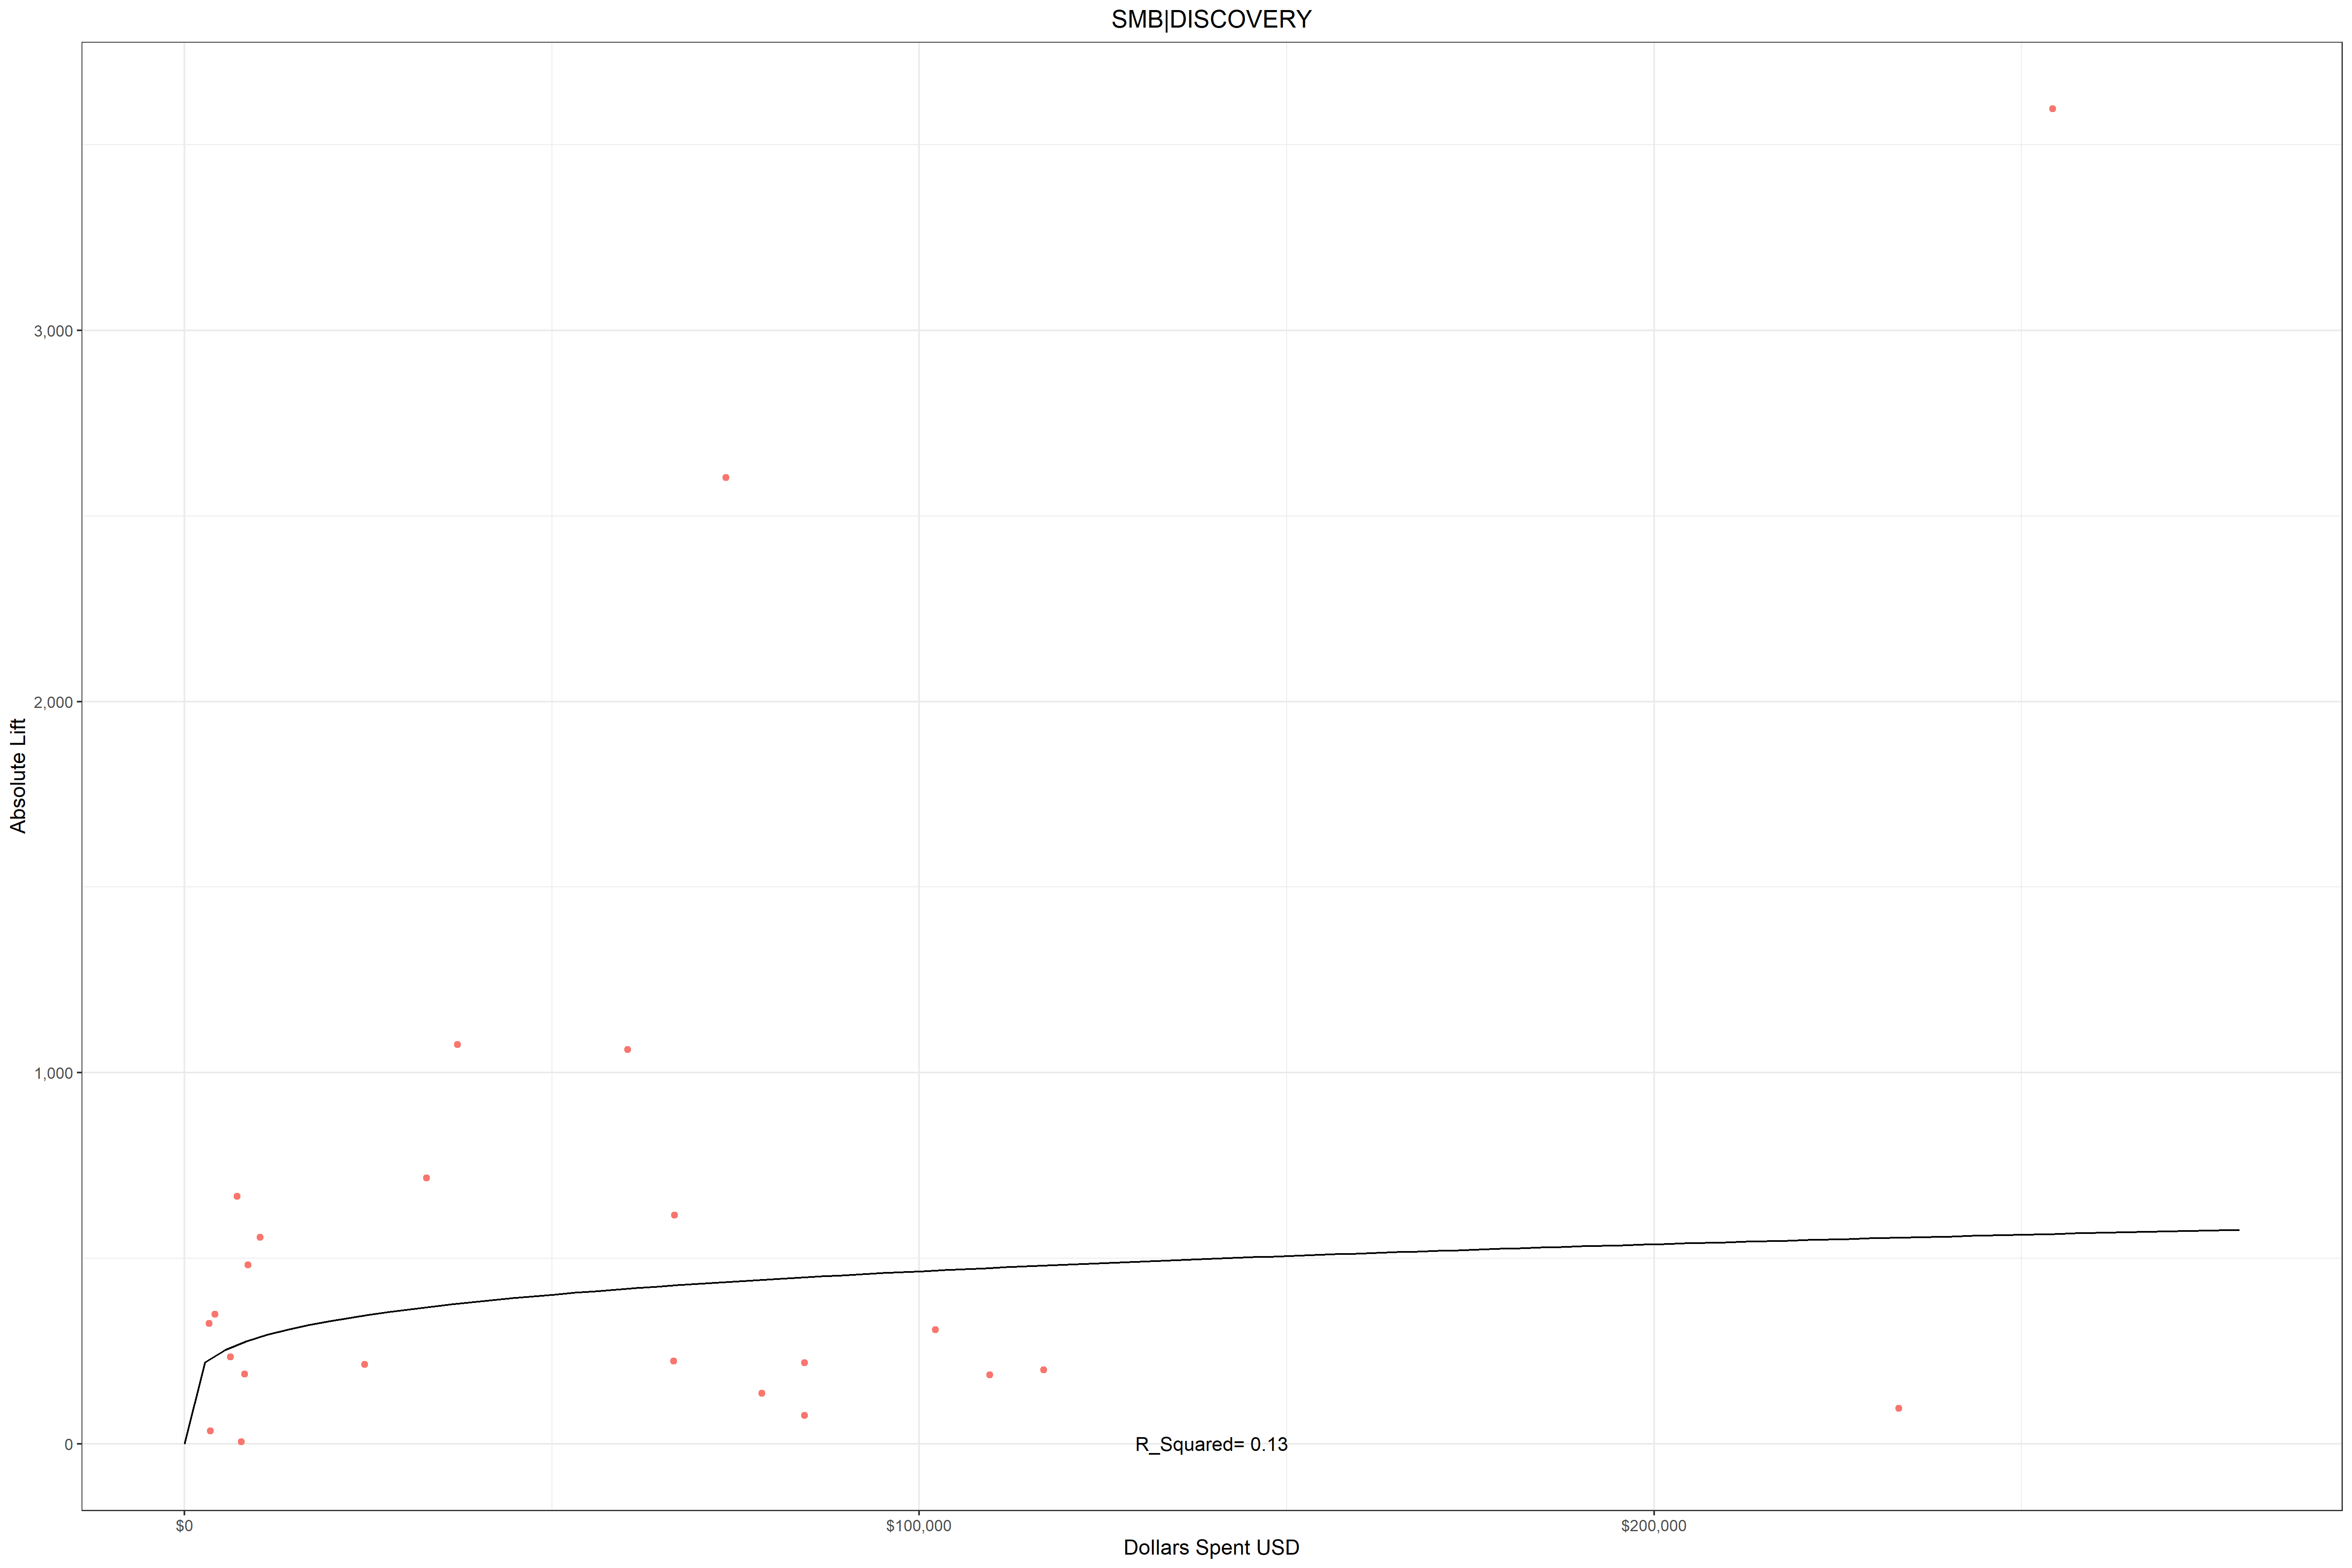 SMB|DISCOVERY
Absolute Lift
3,000
2,000
1,000
0
R_Squared= 0.13
$0
$100,000
$200,000
Dollars Spent USD